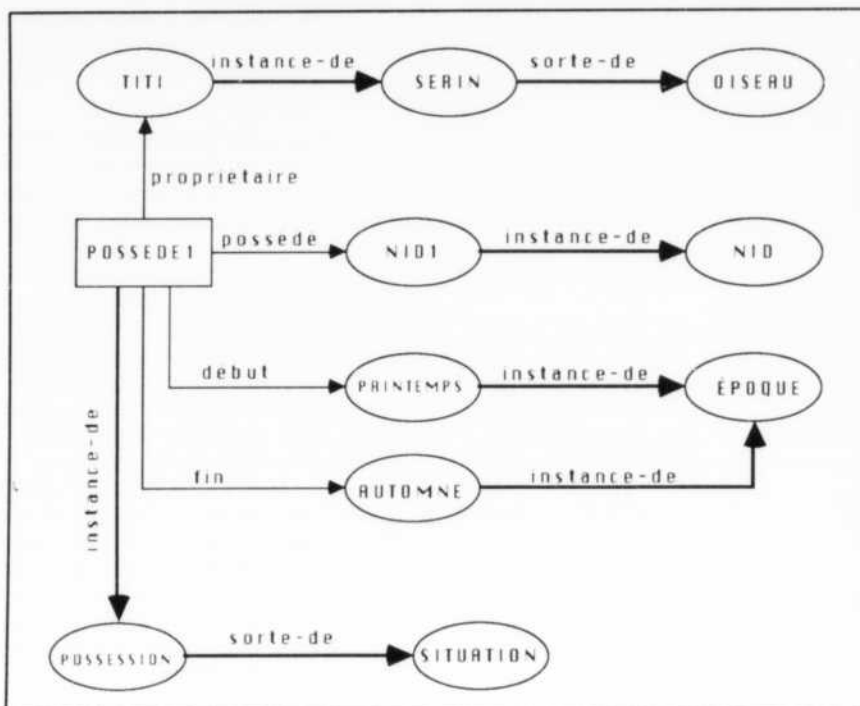 instance-de sorte-de
TITI SERIN OISEAU
proprietaire
POSSEDE1 possede NID1 instance-de NID
début PRINTEMPS instance-de ÉPOQUE
instance-de
fin AUTOMNE instance-de
POSSESSION sorte-de SITUATION